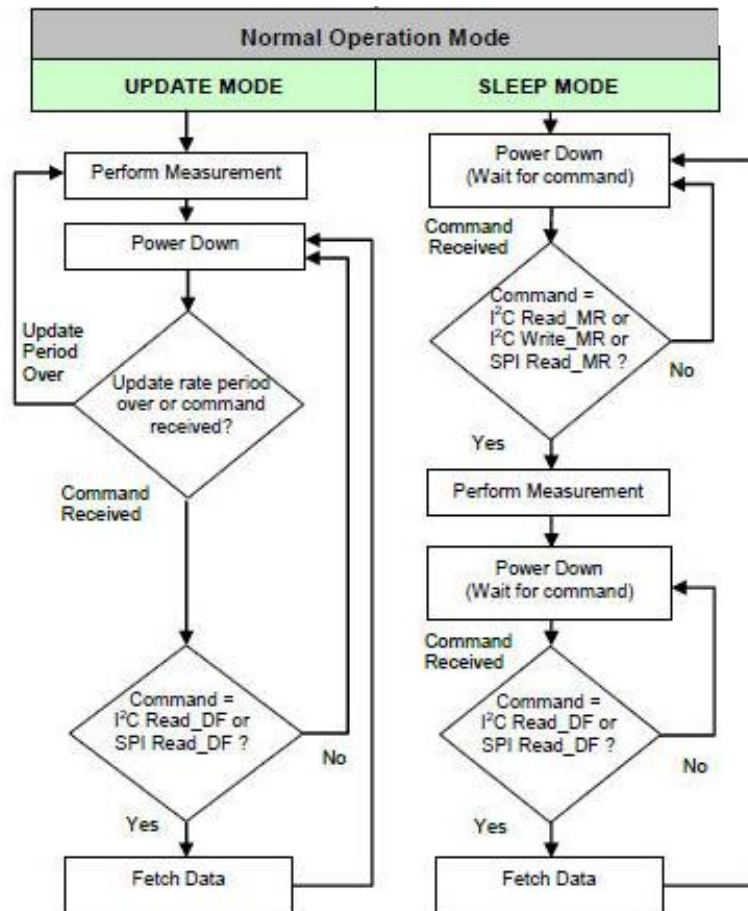 Normal Operation Mode
UPDATE MODE
SLEEP MODE
Perform Measurement
Power Down
Update
Period
Over
Update rate period
over or command
received?
Command
Received
Command =
I²C Read_DF or
SPI Read_DF ?
No
Yes
Fetch Data
Power Down
(Wait for command)
Command
Received
Command =
I²C Read_MR or
I²C Write_MR or
SPI Read_MR ?
No
Yes
Perform Measurement
Power Down
(Wait for command)
Command
Received
Command =
I²C Read_DF or
SPI Read_DF ?
No
Yes
Fetch Data